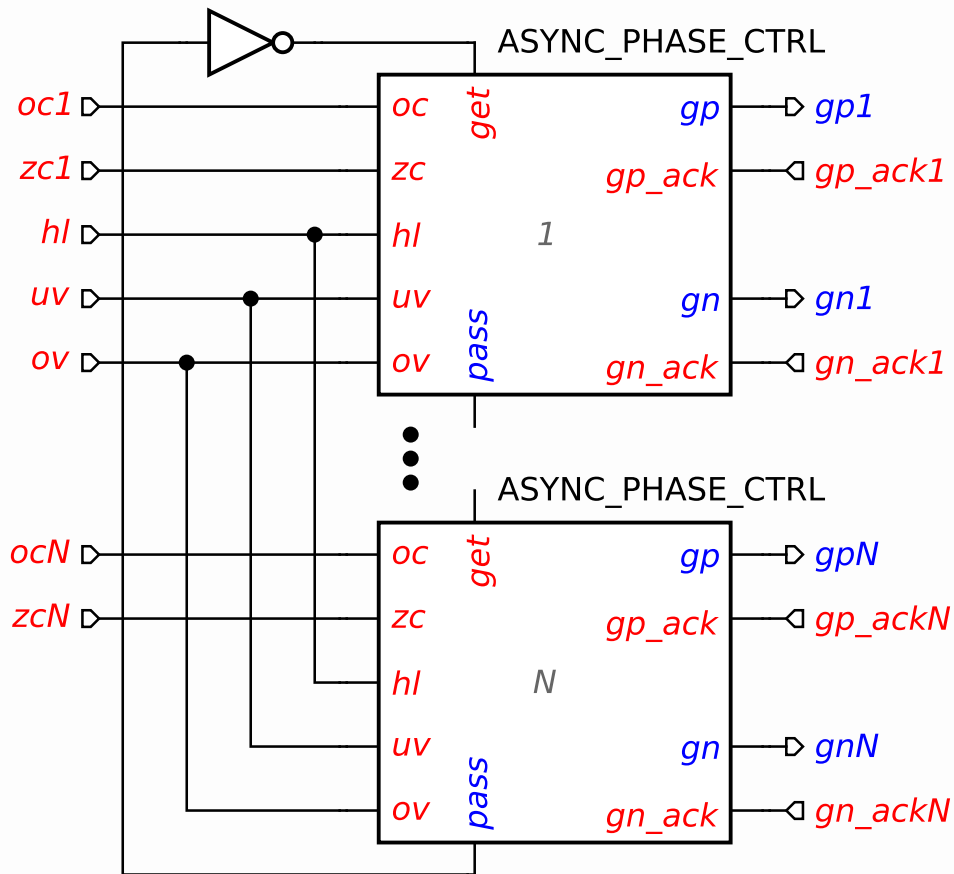 ASYNC_PHASE_CTRL
oc1
oc
get
gp
gp1
zc1
zc
gp_ack
gp_ack1
hl
hl
1
uv
uv
pass
gn
gn1
ov
ov
gn_ack
gn_ack1
ASYNC_PHASE_CTRL
ocN
oc
get
gp
gpN
zcN
zc
gp_ack
gp_ackN
hl
N
uv
pass
gn
gnN
ov
gn_ack
gn_ackN